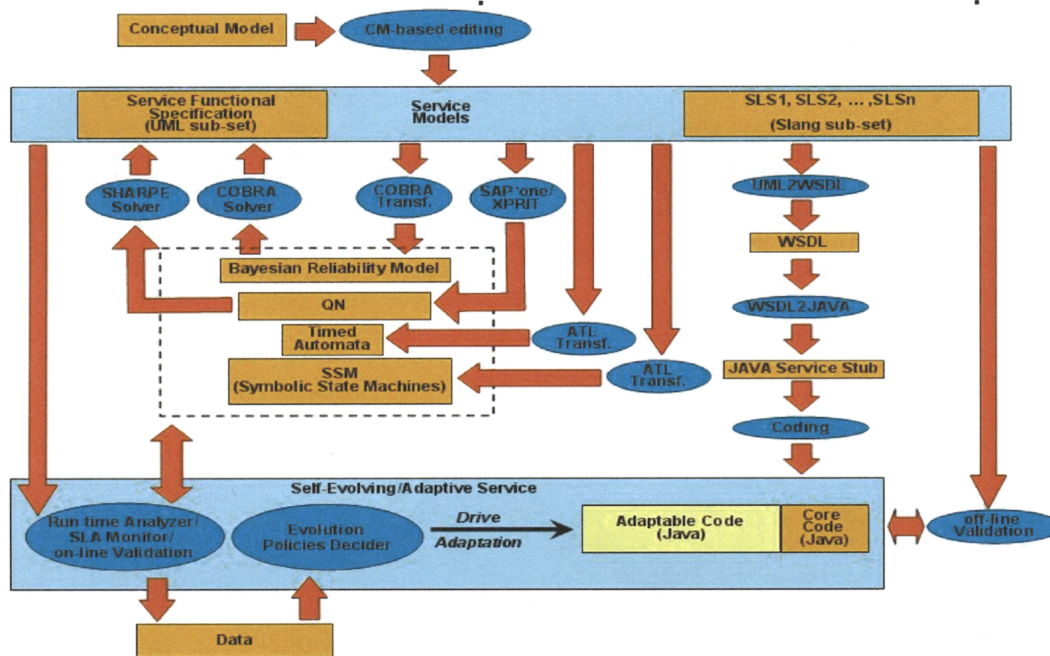 Conceptual Model
CM-based editing
Service Functional
Specification
(UML sub-set)
Service
Models
SLS1, SLS2, ... ,SLSn
(Slang sub-set)
SHARPE
Solver
COBRA
Solver
COBRA
Transf.
SAP·one/
XPRIT
UML2WSDL
WSDL
Bayesian Reliability Model
QN
WSDL2JAVA
Timed
Automata
ATL
Transf.
SSM
(Symbolic State Machines)
ATL
Transf.
JAVA Service Stub
Coding
Self-Evolving/Adaptive Service
Run time Analyzer/
SLA Monitor/
on-line Validation
Evolution
Policies Decider
Drive
Adaptation
Adaptable Code
(Java)
Core
Code
(Java)
off-line
Validation
Data